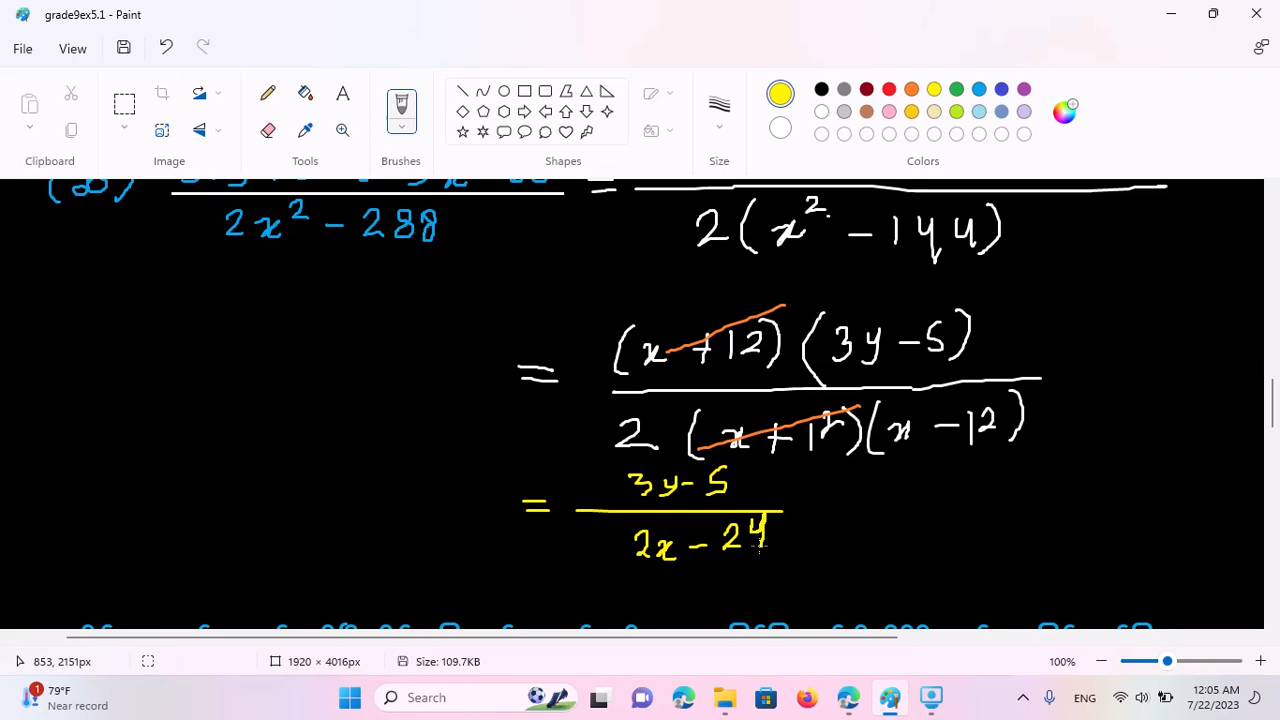 grade9ex5.1 - Paint
File View
Clipboard Image Tools Brushes Shapes Size Colors
=
2x² - 288
2(x² - 144)
= (x+12)(3y-5)
2(x+12)(x-12)
= 3y-5
2x-24
853, 2151px 1920 × 4016px Size: 109.7KB 100%
1 79°F Near record Search ENG 12:05 AM 7/22/2023